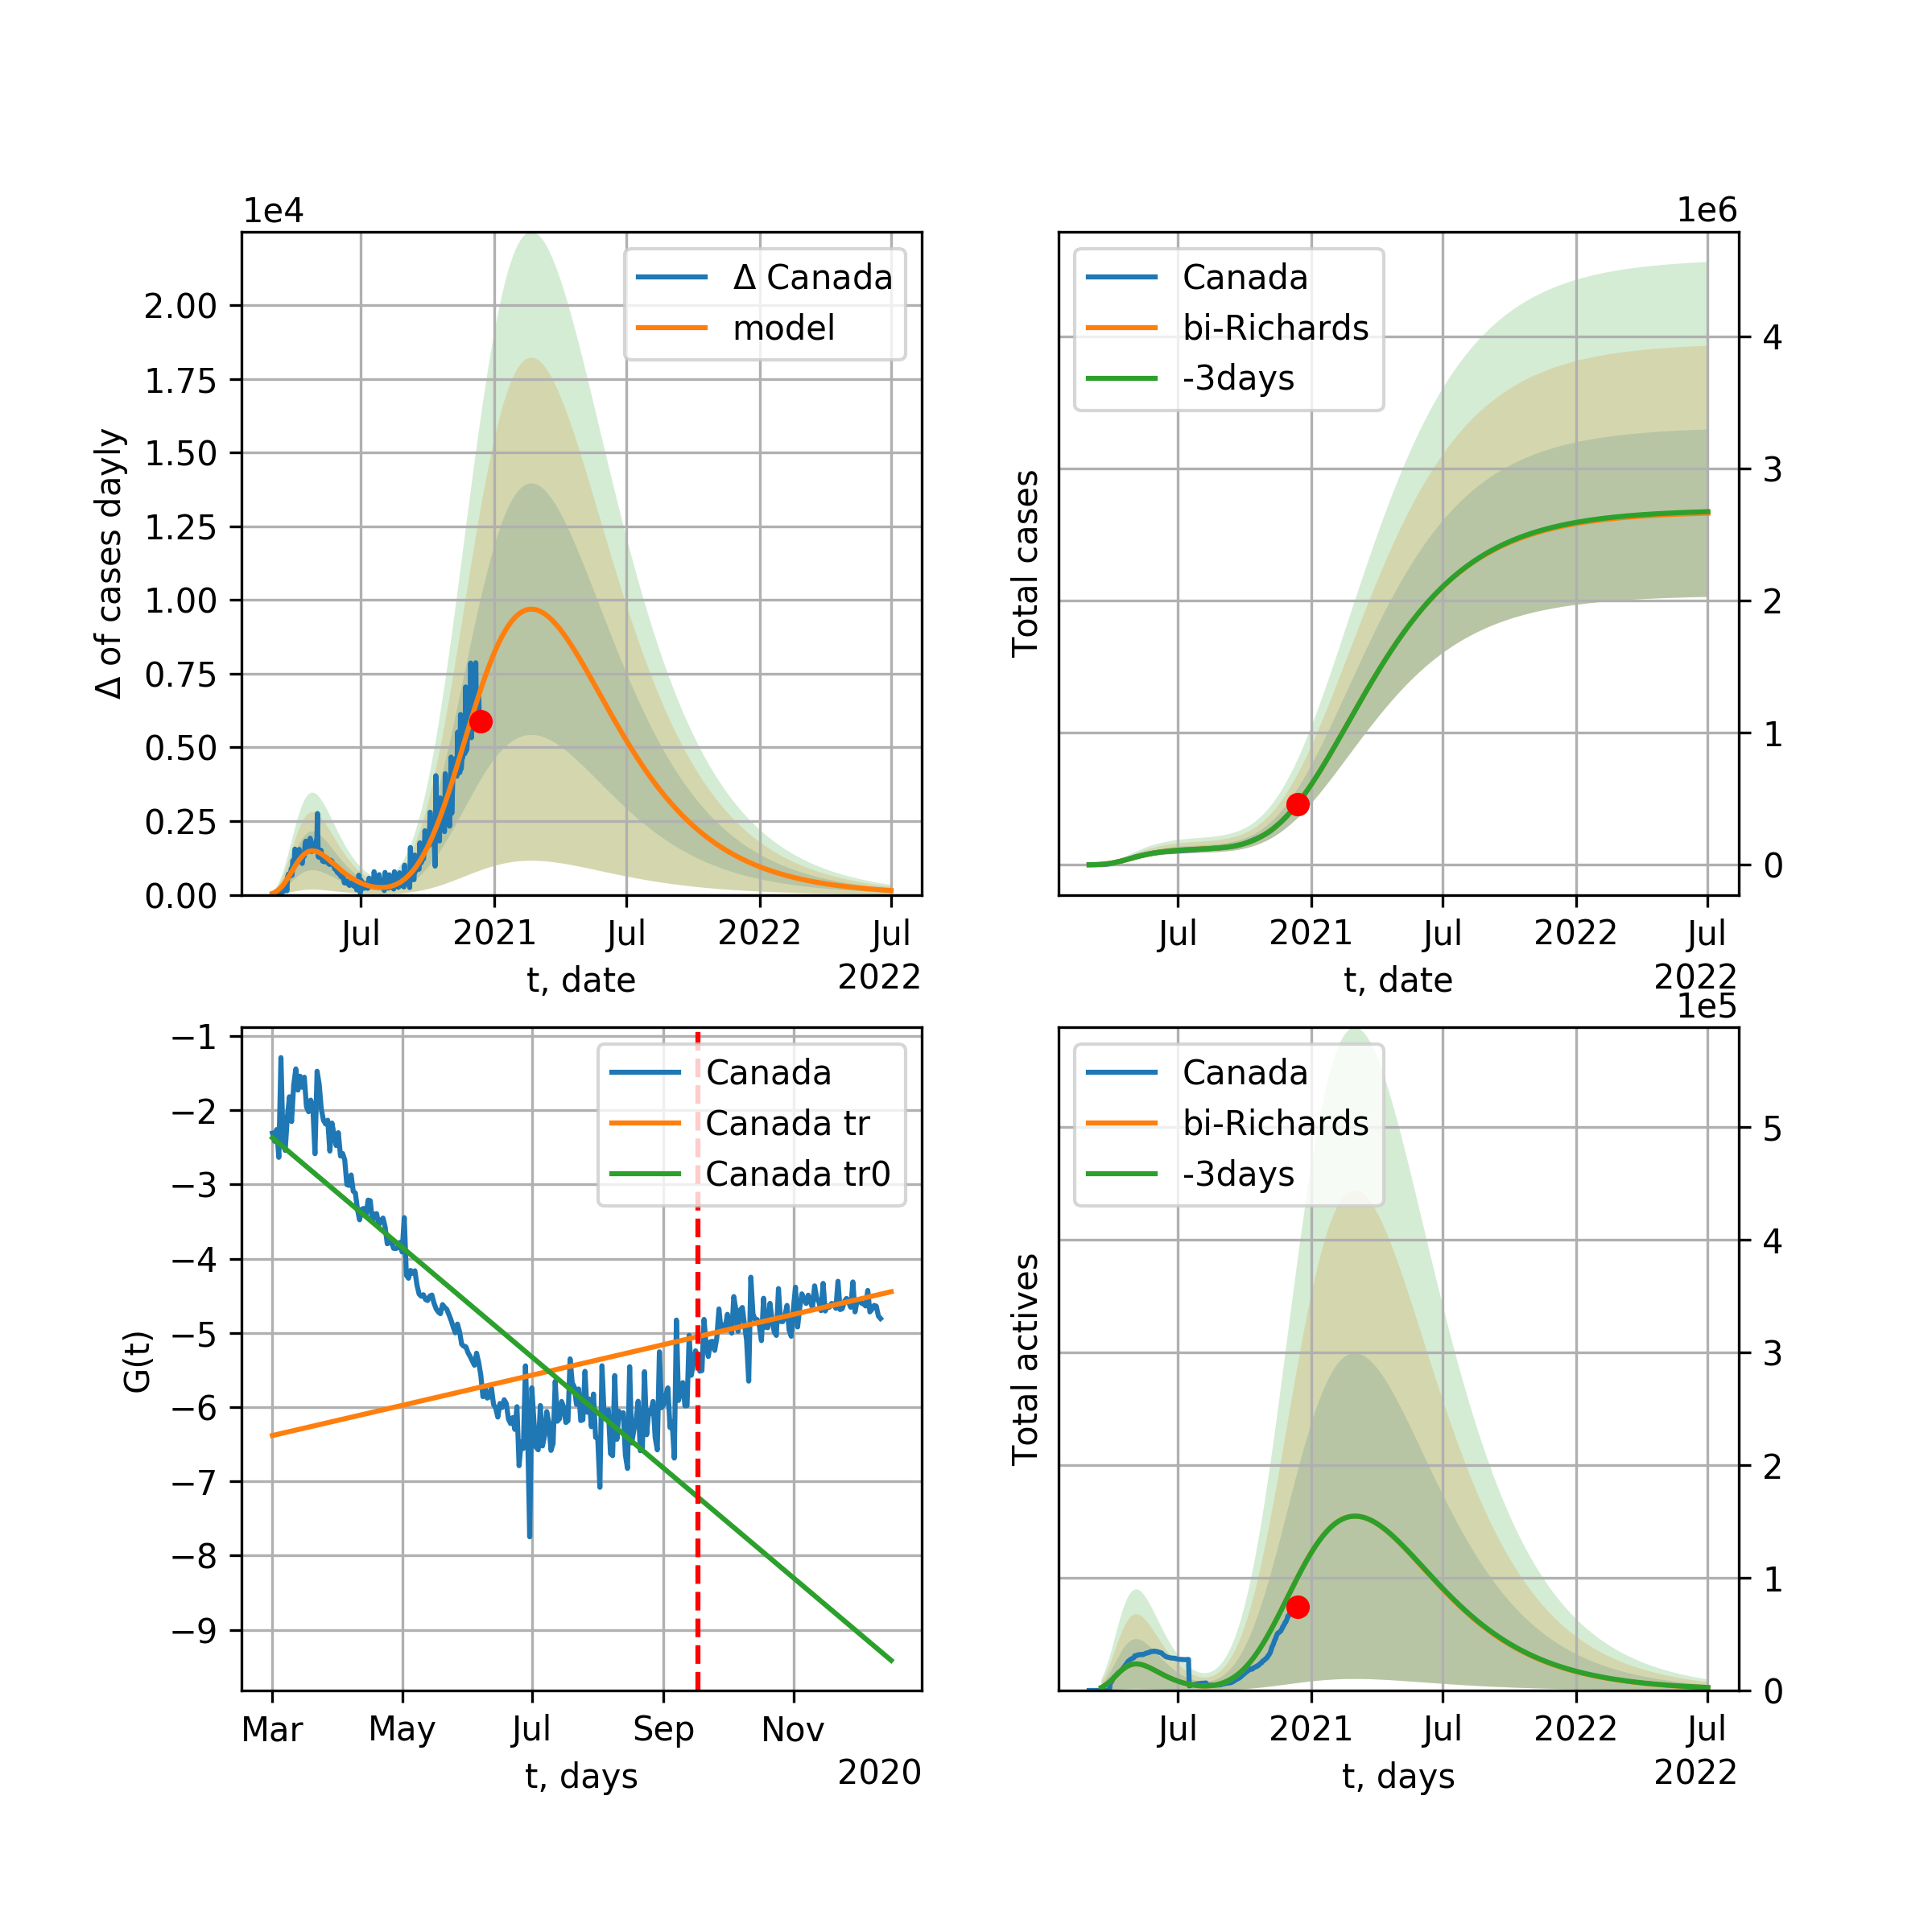 1e4
Δ Canada
model
2.00
1.75
1.50
1.25
1.00
0.75
0.50
0.25
0.00
Δ of cases dayly
Jul
2021
Jul
2022
Jul
2022
t, date
1e6
Canada
bi-Richards
-3days
4
3
2
1
0
Total cases
Jul
2021
Jul
2022
Jul
2022
t, date
−1
−2
−3
−4
−5
−6
−7
−8
−9
G(t)
Canada
Canada tr
Canada tr0
Mar
May
Jul
Sep
Nov
2020
t, days
1e5
Canada
bi-Richards
-3days
5
4
3
2
1
0
Total actives
Jul
2021
Jul
2022
Jul
2022
t, days